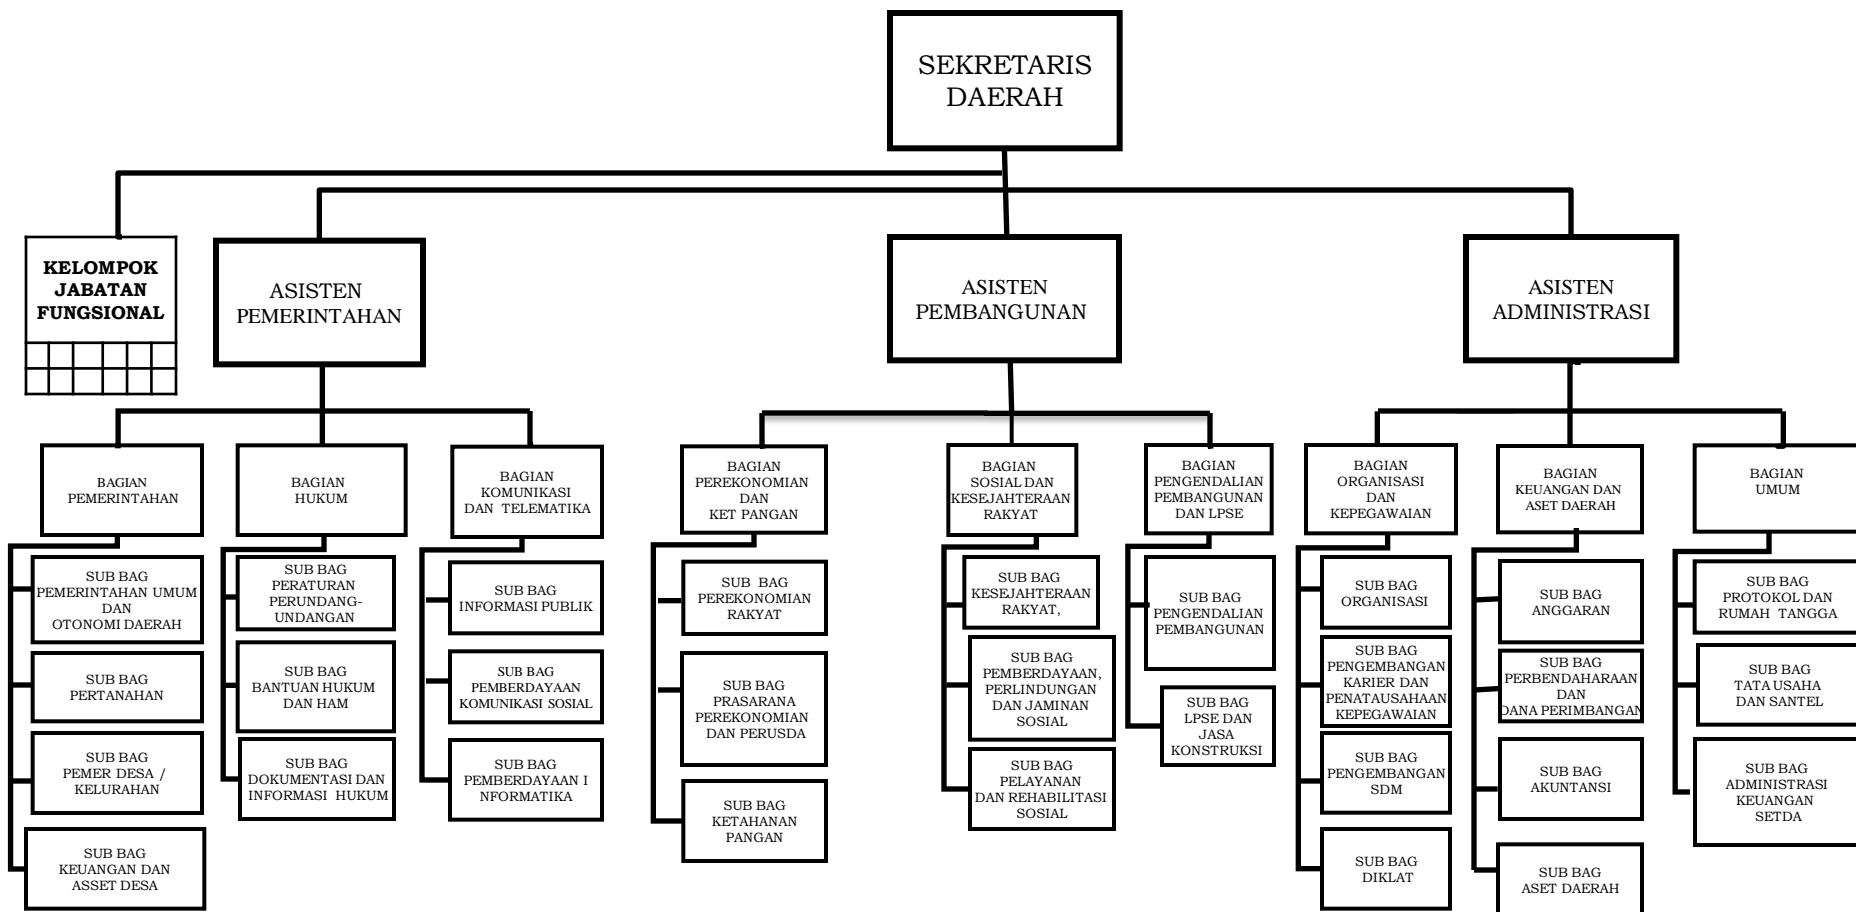 SEKRETARIS
DAERAH
KELOMPOK
JABATAN
FUNGSIONAL
ASISTEN
PEMERINTAHAN
ASISTEN
PEMBANGUNAN
ASISTEN
ADMINISTRASI
BAGIAN
PEMERINTAHAN
BAGIAN
HUKUM
BAGIAN
KOMUNIKASI
DAN TELEMATIKA
BAGIAN
PEREKONOMIAN
DAN
KET PANGAN
BAGIAN
SOSIAL DAN
KESEJAHTERAAN
RAKYAT
BAGIAN
PENGENDALIAN
PEMBANGUNAN
DAN LPSE
BAGIAN
ORGANISASI
DAN
KEPEGAWAIAN
BAGIAN
KEUANGAN DAN
ASET DAERAH
BAGIAN
UMUM
SUB BAG
PEMERINTAHAN UMUM
DAN
OTONOMI DAERAH
SUB BAG
PERTANAHAN
SUB BAG
PEMER DESA /
KELURAHAN
SUB BAG
KEUANGAN DAN
ASSET DESA
SUB BAG
PERATURAN
PERUNDANG-
UNDANGAN
SUB BAG
BANTUAN HUKUM
DAN HAM
SUB BAG
DOKUMENTASI DAN
INFORMASI HUKUM
SUB BAG
INFORMASI PUBLIK
SUB BAG
PEMBERDAYAAN
KOMUNIKASI SOSIAL
SUB BAG
PEMBERDAYAAN I
NFORMATIKA
SUB BAG
PEREKONOMIAN
RAKYAT
SUB BAG
PRASARANA
PEREKONOMIAN
DAN PERUSDA
SUB BAG
KETAHANAN
PANGAN
SUB BAG
KESEJAHTERAAN
RAKYAT,
SUB BAG
PEMBERDAYAAN,
PERLINDUNGAN
DAN JAMINAN
SOSIAL
SUB BAG
PELAYANAN
DAN REHABILITASI
SOSIAL
SUB BAG
PENGENDALIAN
PEMBANGUNAN
SUB BAG
LPSE DAN
JASA
KONSTRUKSI
SUB BAG
ORGANISASI
SUB BAG
PENGEMBANGAN
KARIER DAN
PENATAUSAHAAN
KEPEGAWAIAN
SUB BAG
PENGEMBANGAN
SDM
SUB BAG
DIKLAT
SUB BAG
ANGGARAN
SUB BAG
PERBENDAHARAAN
DAN
DANA PERIMBANGAN
SUB BAG
AKUNTANSI
SUB BAG
ASET DAERAH
SUB BAG
PROTOKOL DAN
RUMAH TANGGA
SUB BAG
TATA USAHA
DAN SANTEL
SUB BAG
ADMINISTRASI
KEUANGAN
SETDA